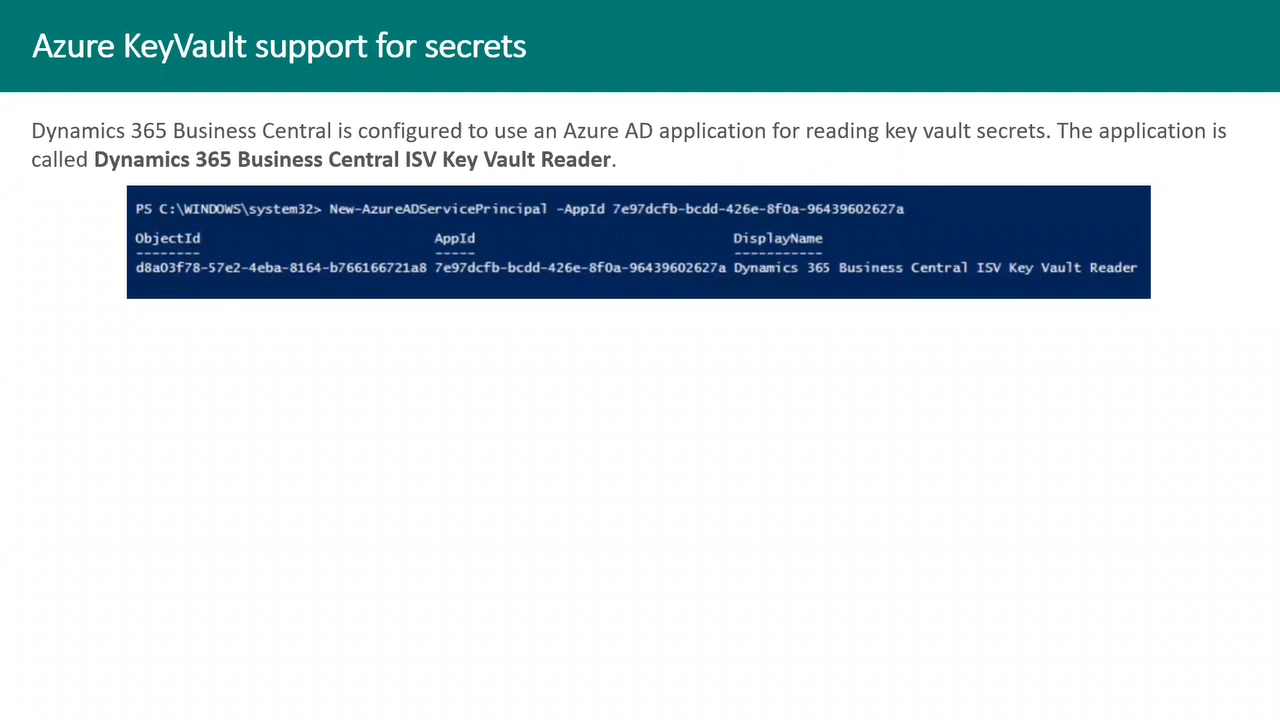 Azure KeyVault support for secrets
Dynamics 365 Business Central is configured to use an Azure AD application for reading key vault secrets. The application is
called Dynamics 365 Business Central ISV Key Vault Reader.
PS C:\WINDOWS\system32> New-AzureADServicePrincipal -AppId 7e97dcfb-bcdd-426e-8f0a-96439602627a
ObjectId AppId DisplayName
-------- ----- -----------
d8a03f78-57e2-4eba-8164-b766166721a8 7e97dcfb-bcdd-426e-8f0a-96439602627a Dynamics 365 Business Central ISV Key Vault Reader